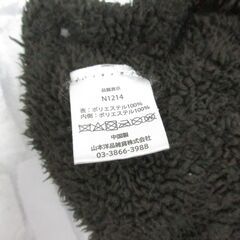 品質表示
N1214
表：ポリエステル100%
内側：ポリエステル100%
中国製
山本洋品雑貨株式会社
03-3866-3988